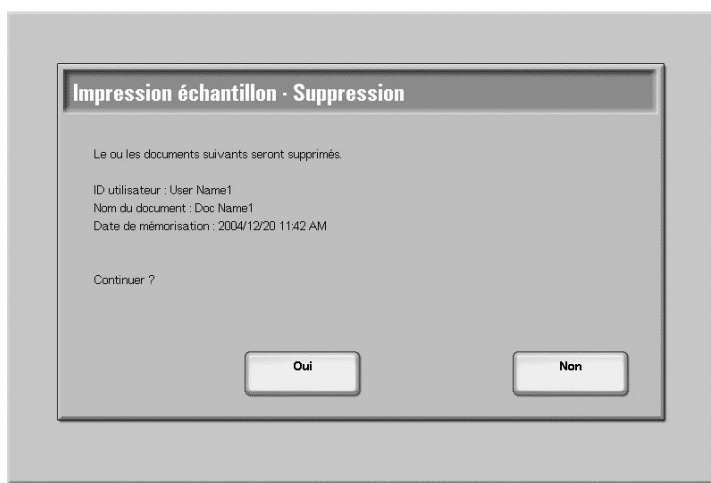 Impression échantillon - Suppression
Le ou les documents suivants seront supprimés.
ID utilisateur : User Name1
Nom du document : Doc Name1
Date de mémorisation : 2004/12/20 11:42 AM
Continuer ?
Oui
Non